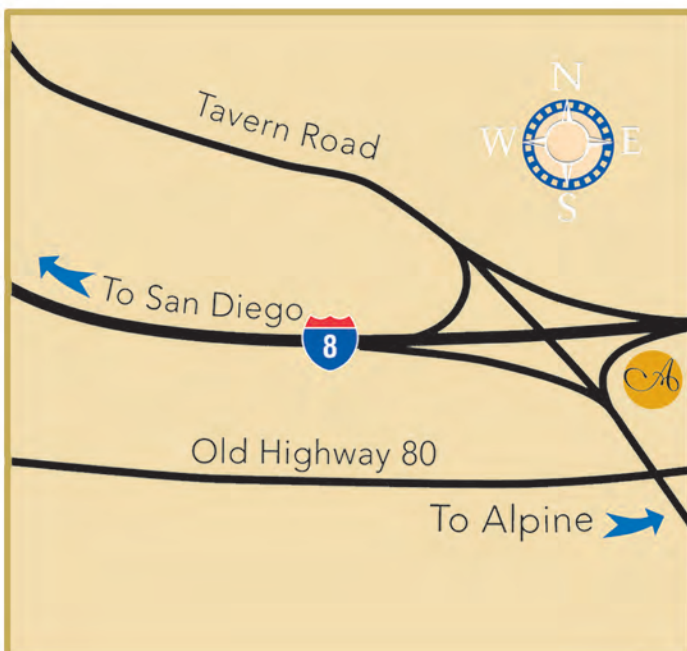 N
W E
S
Tavern Road
To San Diego
8
A
Old Highway 80
To Alpine